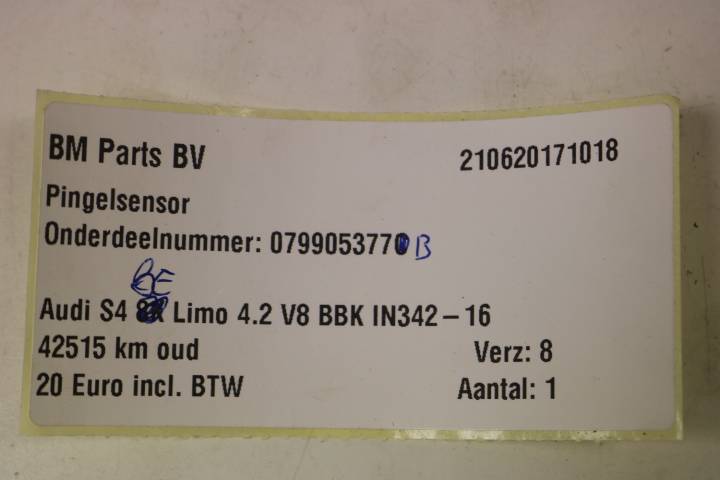 BM Parts BV 210620171018
Pingelsensor
Onderdeelnummer: 079905377 B
8E
Audi S4 Limo 4.2 V8 BBK IN342-16
42515 km oud Verz: 8
20 Euro incl. BTW Aantal: 1